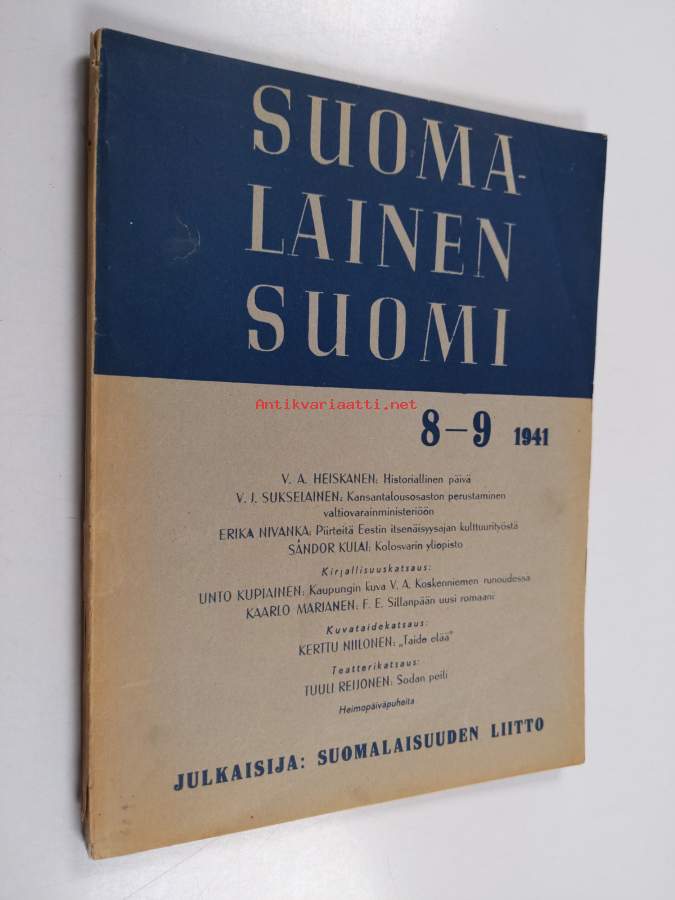 SUOMA-
LAINEN
SUOMI
Antikvariaatti.net
8–9 1941
V. A. HEISKANEN: Historiallinen päivä
V. J. SUKSELAINEN: Kansantalousosaston perustaminen
valtiovarainministeriöön
ERIKA NIVANKA: Piirteitä Eestin itsenäisyysajan kulttuurityöstä
SÁNDOR KULAI: Kolosvarin yliopisto
Kirjallisuuskatsaus:
UNTO KUPIAINEN: Kaupungin kuva V. A. Koskenniemen runoudessa
KAARLO MARJANEN: F. E. Sillanpään uusi romaani
Kuvataidekatsaus:
KERTTU NIILONEN: „Taide elää"
Teatterikatsaus:
TUULI REIJONEN: Sodan peili
Heimopäiväpuheita
JULKAISIJA: SUOMALAISUUDEN LIITTO